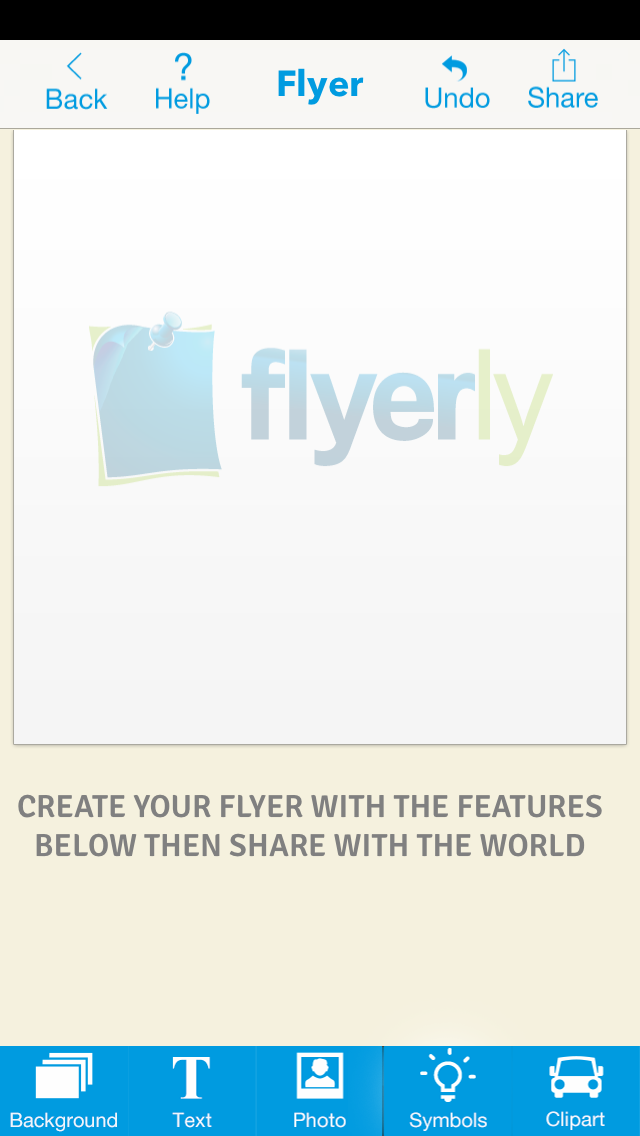 Back
?
Help
Flyer
Undo
Share
flyerly
CREATE YOUR FLYER WITH THE FEATURES
BELOW THEN SHARE WITH THE WORLD
Background
T
Text
Photo
Symbols
Clipart